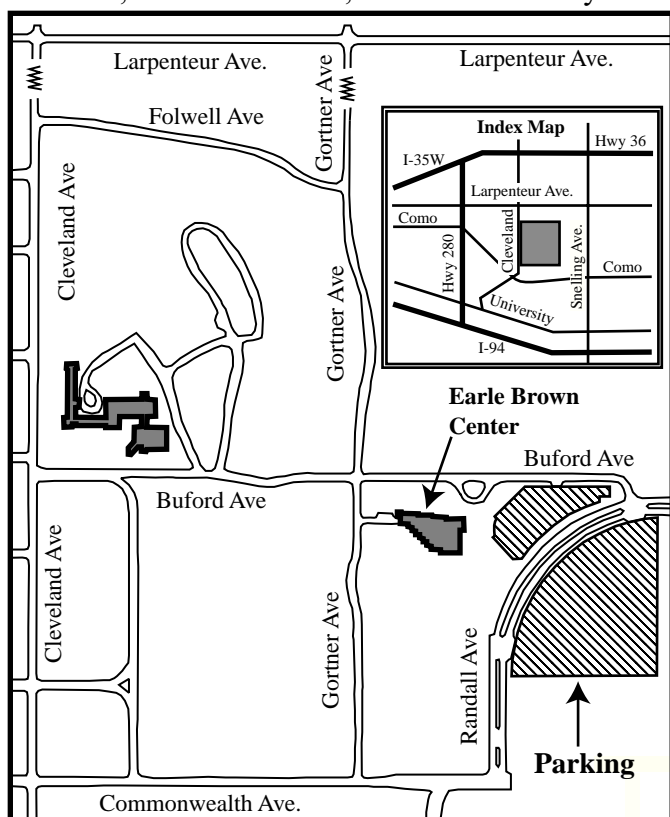 Larpenteur Ave.
Larpenteur Ave.
Folwell Ave
Gortner Ave
Cleveland Ave
Index Map
I-35W
Hwy 36
Larpenteur Ave.
Como
Cleveland
Hwy 280
Snelling Ave.
Como
University
I-94
Gortner Ave
Earle Brown
Center
Buford Ave
Buford Ave
Cleveland Ave
Gortner Ave
Randall Ave
Parking
Commonwealth Ave.